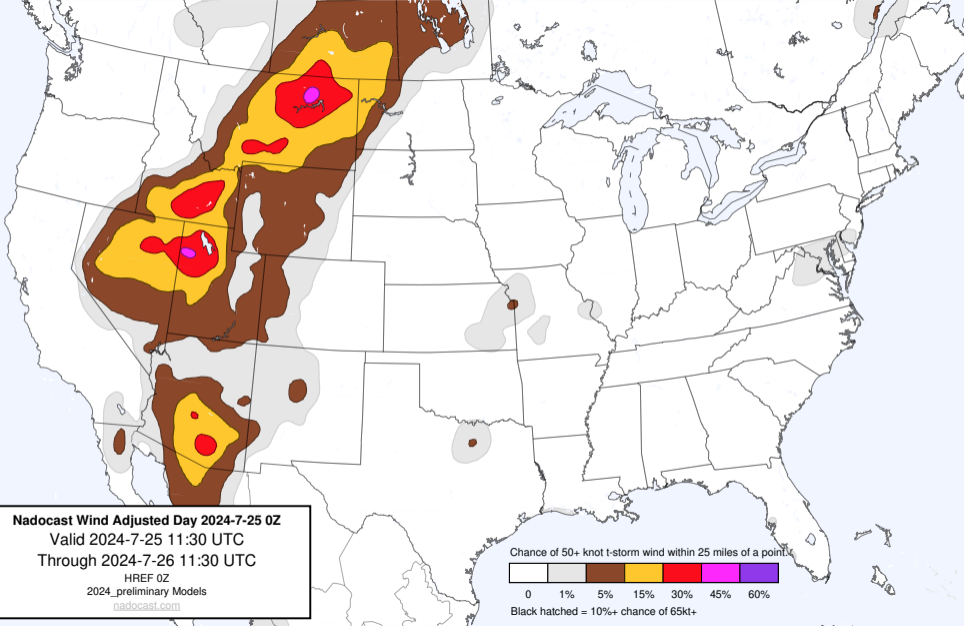 Nadocast Wind Adjusted Day 2024-7-25 0Z
Valid 2024-7-25 11:30 UTC
Through 2024-7-26 11:30 UTC
HREF 0Z
2024_preliminary Models
nadocast.com
Chance of 50+ knot t-storm wind within 25 miles of a point.
0 1% 5% 15% 30% 45% 60%
Black hatched = 10%+ chance of 65kt+